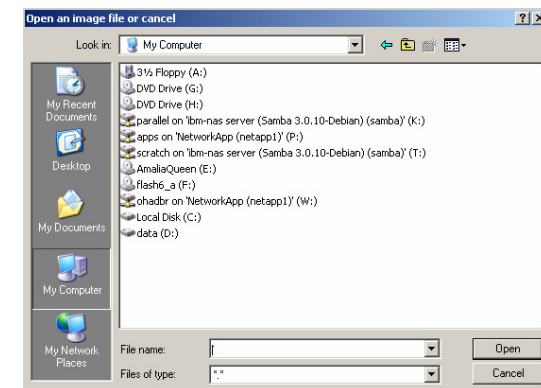 Open an image file or cancel
Look in: My Computer
My Recent
Documents
Desktop
My Documents
My Computer
My Network
Places
3½ Floppy (A:)
DVD Drive (G:)
DVD Drive (H:)
parallel on 'ibm-nas server (Samba 3.0.10-Debian) (samba)' (K:)
apps on 'NetworkApp (netapp1)' (P:)
scratch on 'ibm-nas server (Samba 3.0.10-Debian) (samba)' (T:)
AmaliaQueen (E:)
flash6_a (F:)
ohadbr on 'NetworkApp (netapp1)' (W:)
Local Disk (C:)
data (D:)
File name:
Open
Files of type: *.*
Cancel